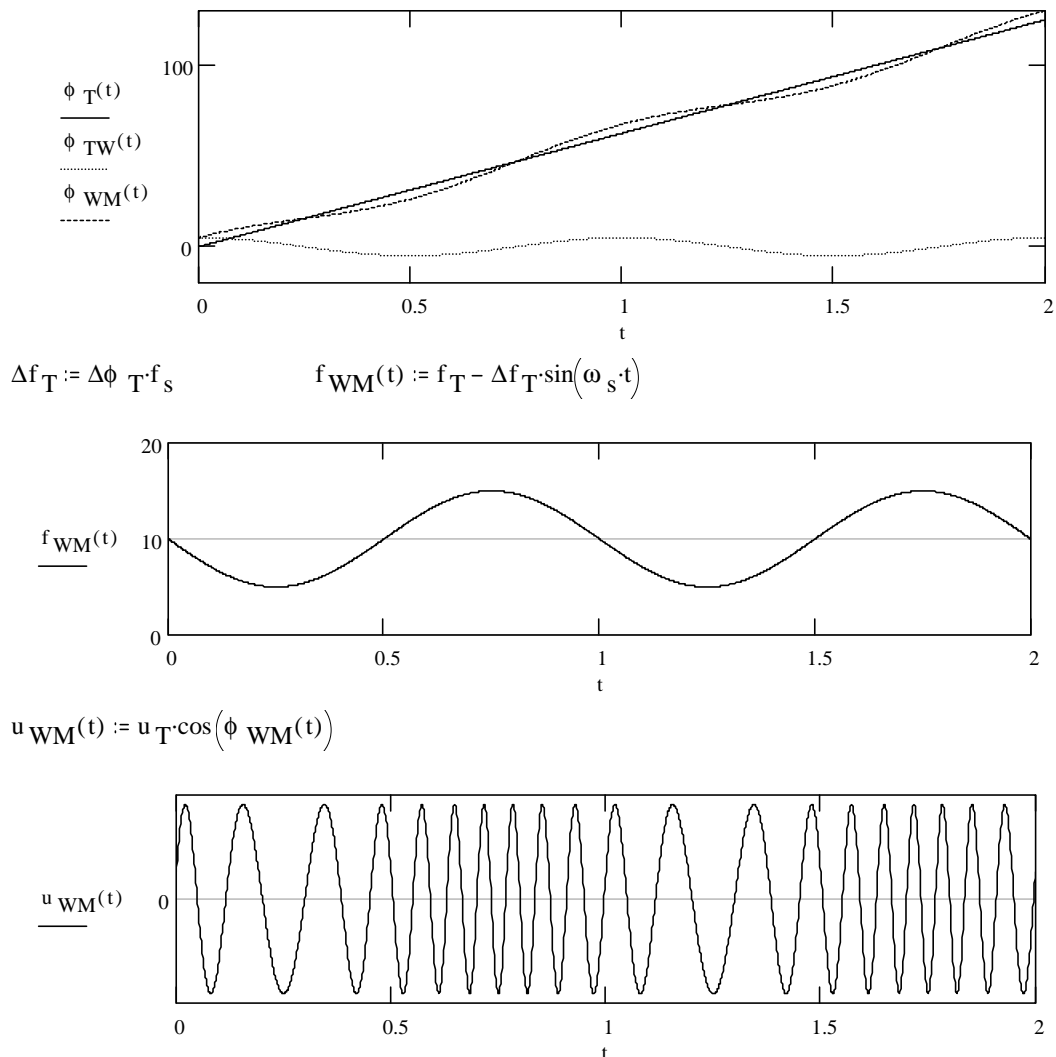 100
0
ϕ T(t)
ϕ TW(t)
ϕ WM(t)
0 0.5 1 1.5 2
t
Δf T := Δϕ T·f s f WM(t) := f T − Δf T·sin(ω s·t)
20
10
0
f WM(t)
0 0.5 1 1.5 2
t
u WM(t) := u T·cos(ϕ WM(t))
u WM(t)
0
0 0.5 1 1.5 2
t